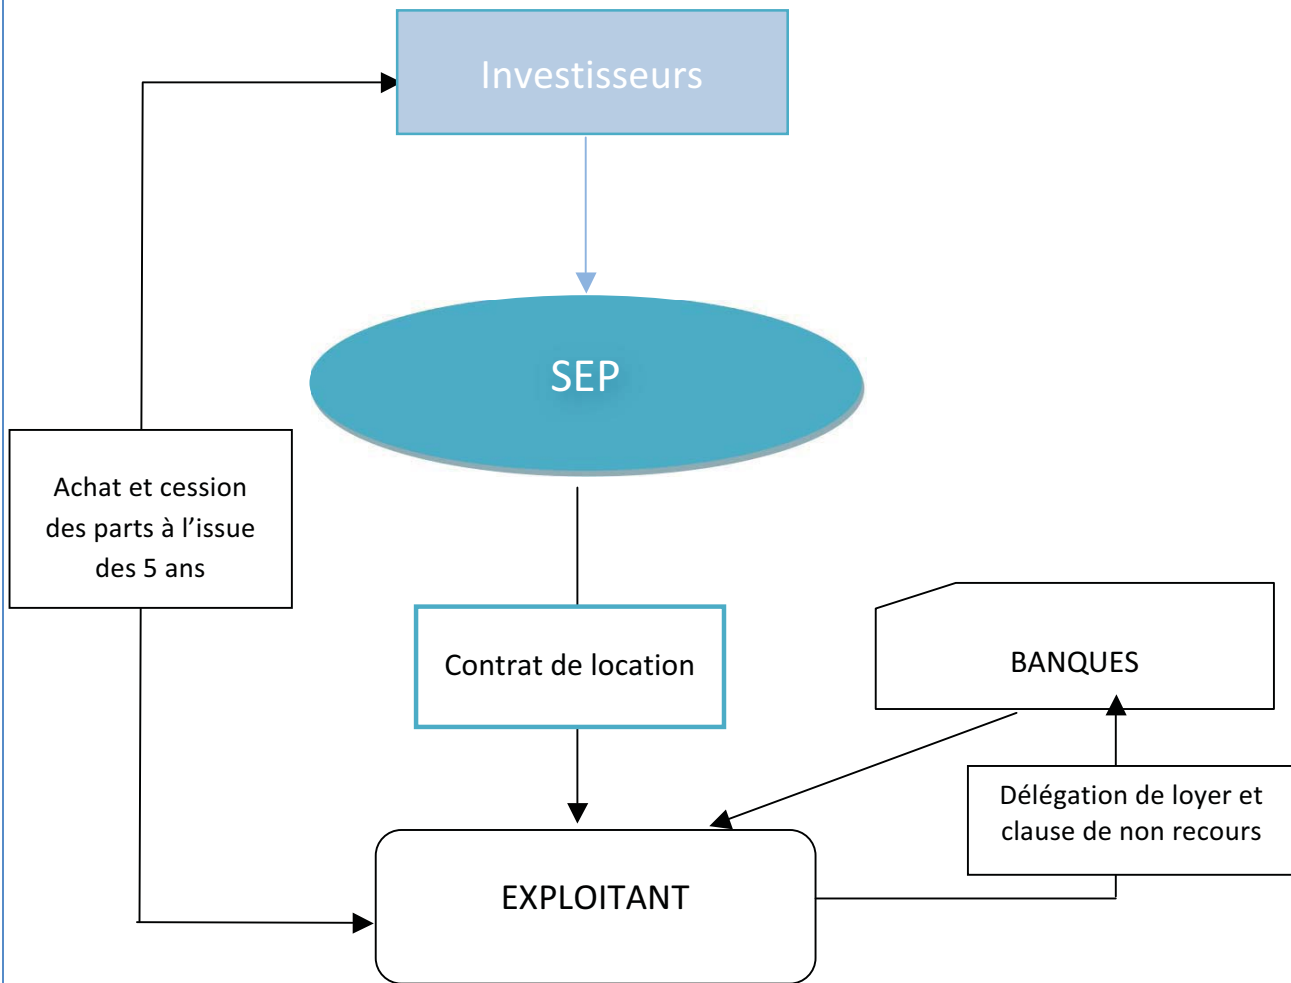 Investisseurs
SEP
Achat et cession
des parts à l’issue
des 5 ans
Contrat de location
BANQUES
Délégation de loyer et
clause de non recours
EXPLOITANT